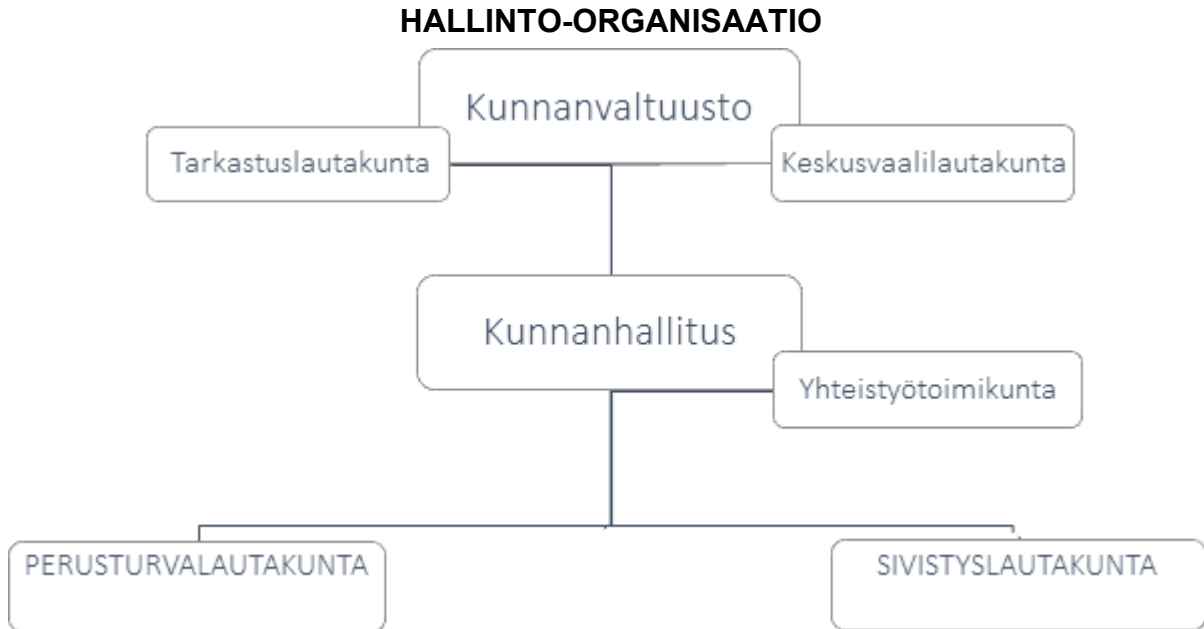 HALLINTO-ORGANISAATIO
Kunnanvaltuusto
Tarkastuslautakunta
Keskusvaalilautakunta
Kunnanhallitus
Yhteistyötoimikunta
PERUSTURVALAUTAKUNTA
SIVISTYSLAUTAKUNTA